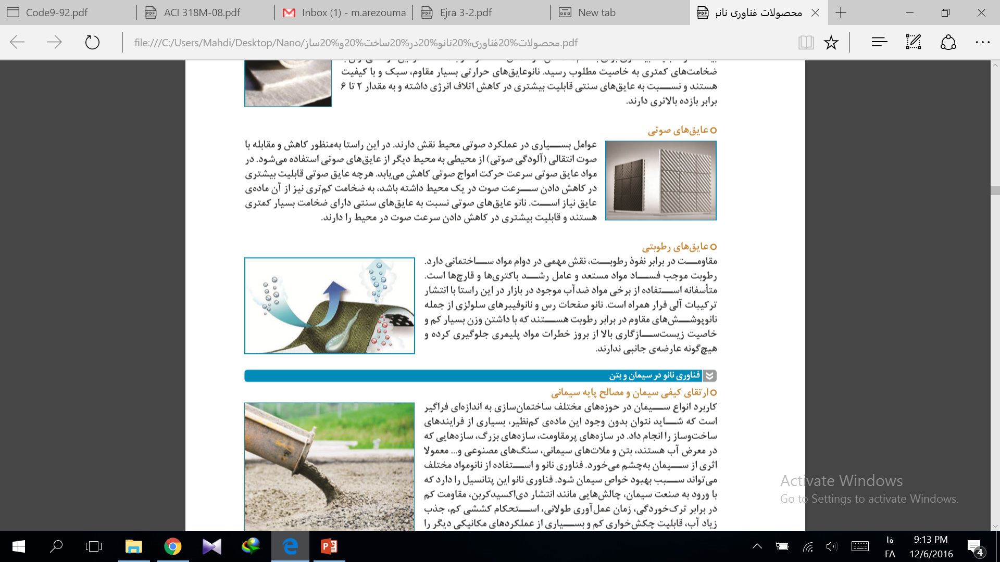 Code9-92.pdf
ACI 318M-08.pdf
Inbox (1) - m.arezouma
Ejra 3-2.pdf
New tab
محصولات فناوری نانو
file:///C:/Users/Mahdi/Desktop/Nano/محصولات%20فناوری%20نانو%20در%20ساخت%20و%20ساز.pdf
ضخامت‌های کمتری به خاصیت مطلوب رسید. نانوعایق‌های حرارتی بسیار مقاوم، سبک و با کیفیت
هستند و نسبت به عایق‌های سنتی قابلیت بیشتری در کاهش اتلاف انرژی داشته و به مقدار ۲ تا ۶
برابر بازده بالاتری دارند.
عایق‌های صوتی
عوامل بسیاری در عملکرد صوتی محیط نقش دارند. در این راستا به‌منظور کاهش و مقابله با
صوت انتقالی (آلودگی صوتی) از محیطی به محیط دیگر از عایق‌های صوتی استفاده می‌شود. در
مواد عایق صوتی سرعت حرکت امواج صوتی کاهش می‌یابد. هرچه عایق صوتی قابلیت بیشتری
در کاهش دادن سرعت صوت در یک محیط داشته باشد، به ضخامت کم‌تری نیز از آن ماده‌ی
عایق نیاز است. نانو عایق‌های صوتی نسبت به عایق‌های سنتی دارای ضخامت بسیار کمتری
هستند و قابلیت بیشتری در کاهش دادن سرعت صوت در محیط را دارند.
عایق‌های رطوبتی
مقاومت در برابر نفوذ رطوبت، نقش مهمی در دوام مواد ساختمانی دارد.
رطوبت موجب فساد مواد مستعد و عامل رشد باکتری‌ها و قارچ‌ها است.
متأسفانه استفاده از برخی مواد ضدآب موجود در بازار در این راستا با انتشار
ترکیبات آلی فرار همراه است. نانو صفحات رس و نانوفیبرهای سلولزی از جمله
نانوپوشش‌های مقاوم در برابر رطوبت هستند که با داشتن وزن بسیار کم و
خاصیت زیست‌سازگاری بالا از بروز خطرات مواد پلیمری جلوگیری کرده و
هیچ‌گونه عارضه‌ی جانبی ندارند.
فناوری نانو در سیمان و بتن
ارتقای کیفی سیمان و مصالح پایه سیمانی
کاربرد انواع سیمان در حوزه‌های مختلف ساختمان‌سازی به اندازه‌ای فراگیر
است که شاید نتوان بدون وجود این ماده‌ی کم‌نظیر، بسیاری از فرایندهای
ساخت‌وساز را انجام داد. در سازه‌های پرمقاومت، سازه‌های بزرگ، سازه‌هایی که
در معرض آب هستند، بتن و ملات‌های سیمانی، سنگ‌های مصنوعی و... معمولا
اثری از سیمان به‌چشم می‌خورد. فناوری نانو و استفاده از نانومواد مختلف
می‌تواند سبب بهبود خواص سیمان شود. فناوری نانو این پتانسیل را دارد که
با ورود به صنعت سیمان، چالش‌هایی مانند انتشار دی‌اکسیدکربن، مقاومت کم
در برابر ترک‌خوردگی، زمان عمل‌آوری طولانی، استحکام کششی کم، جذب
زیاد آب، قابلیت چکش‌خواری کم و بسیاری از عملکردهای مکانیکی دیگر را
Activate Windows
Go to Settings to activate Windows.
فا
FA
9:13 PM
12/6/2016
4